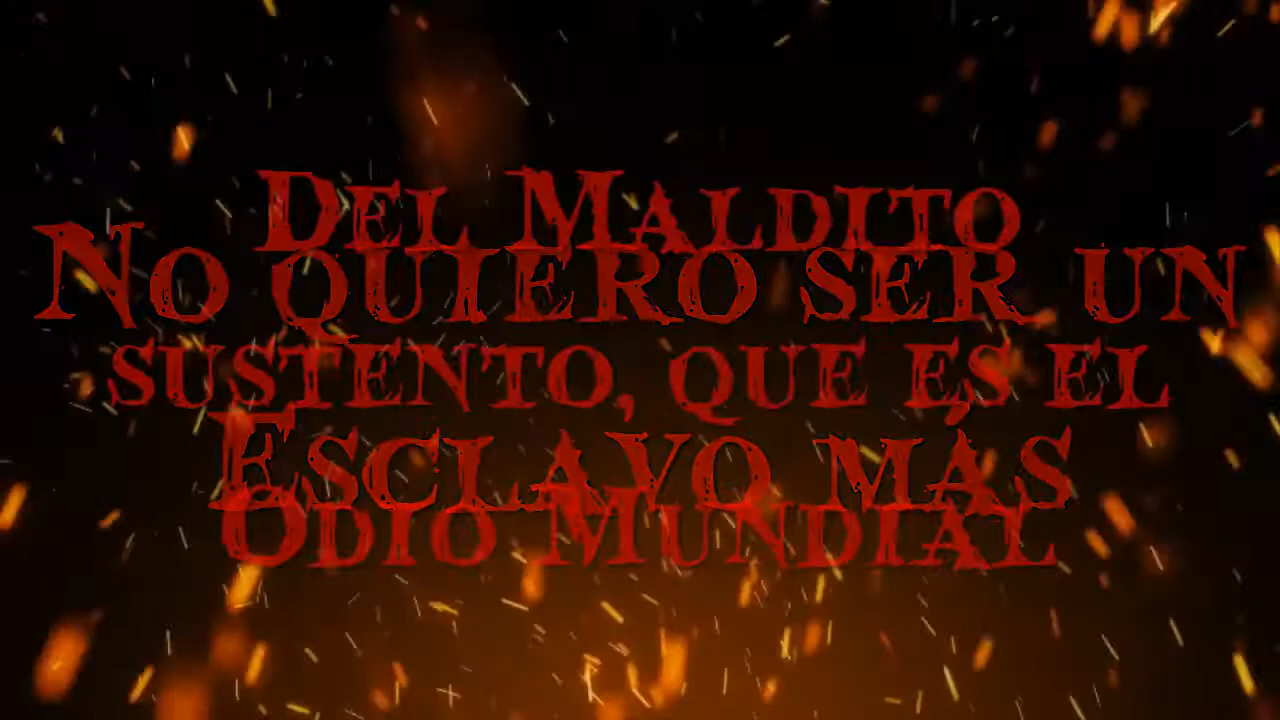 Del Maldito
No quiero ser un
sustento, que es el
Esclavo más
Odio Mundial